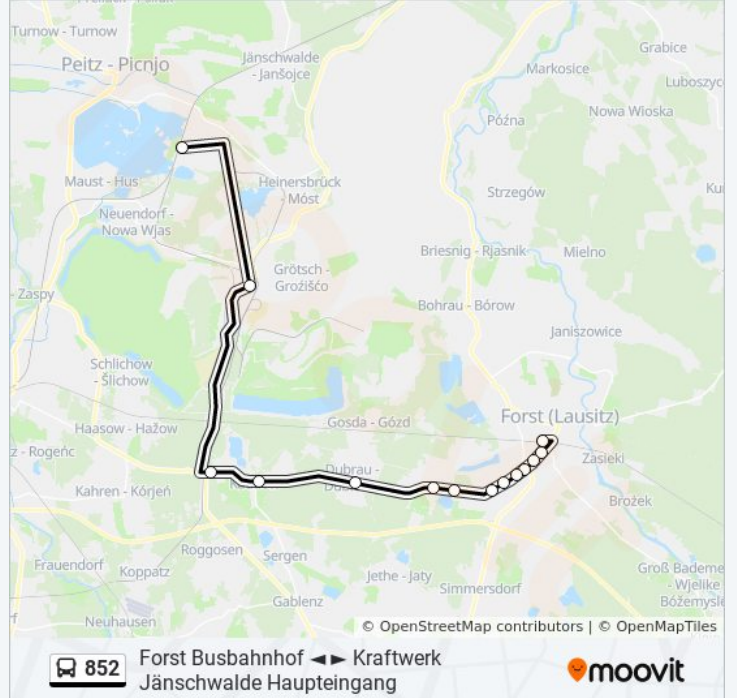 Turnow - Turnow
Grabice
Peitz - Picnjo
Jänschwalde
- Janšojce
Markosice
Luboszyc
Nowa Wioska
Późna
Maust - Hus
Heinersbrück
Móst
Strzegów
Neuendorf -
Nowa Wjas
Briesnig - Rjasnik
Mielno
Grötsch -
Groźišćo
- Zaspy
Bohrau - Bórow
Janiszowice
Schlichow
- Šlichow
Gosda - Gózd
Forst (Lausitz)
Haasow - Hažow
Zasieki
Dubrau -
Kahren - Kórjeń
Brożek
Roggosen
Sergen
Frauendorf
Koppatz
Jethe - Jaty
Groß Bademe
- Wjelike
Bóžemysle
Simmersdorf
Gablenz
Neuhausen
© OpenStreetMap contributors | © OpenMapTiles
852
Forst Busbahnhof ◄► Kraftwerk
Jänschwalde Haupteingang
moovit